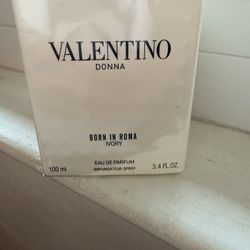 VALENTINO
DONNA
BORN IN ROMA
IVORY
EAU DE PARFUM
VAPORISATEUR SPRAY
100 ml 3.4 FL.OZ.